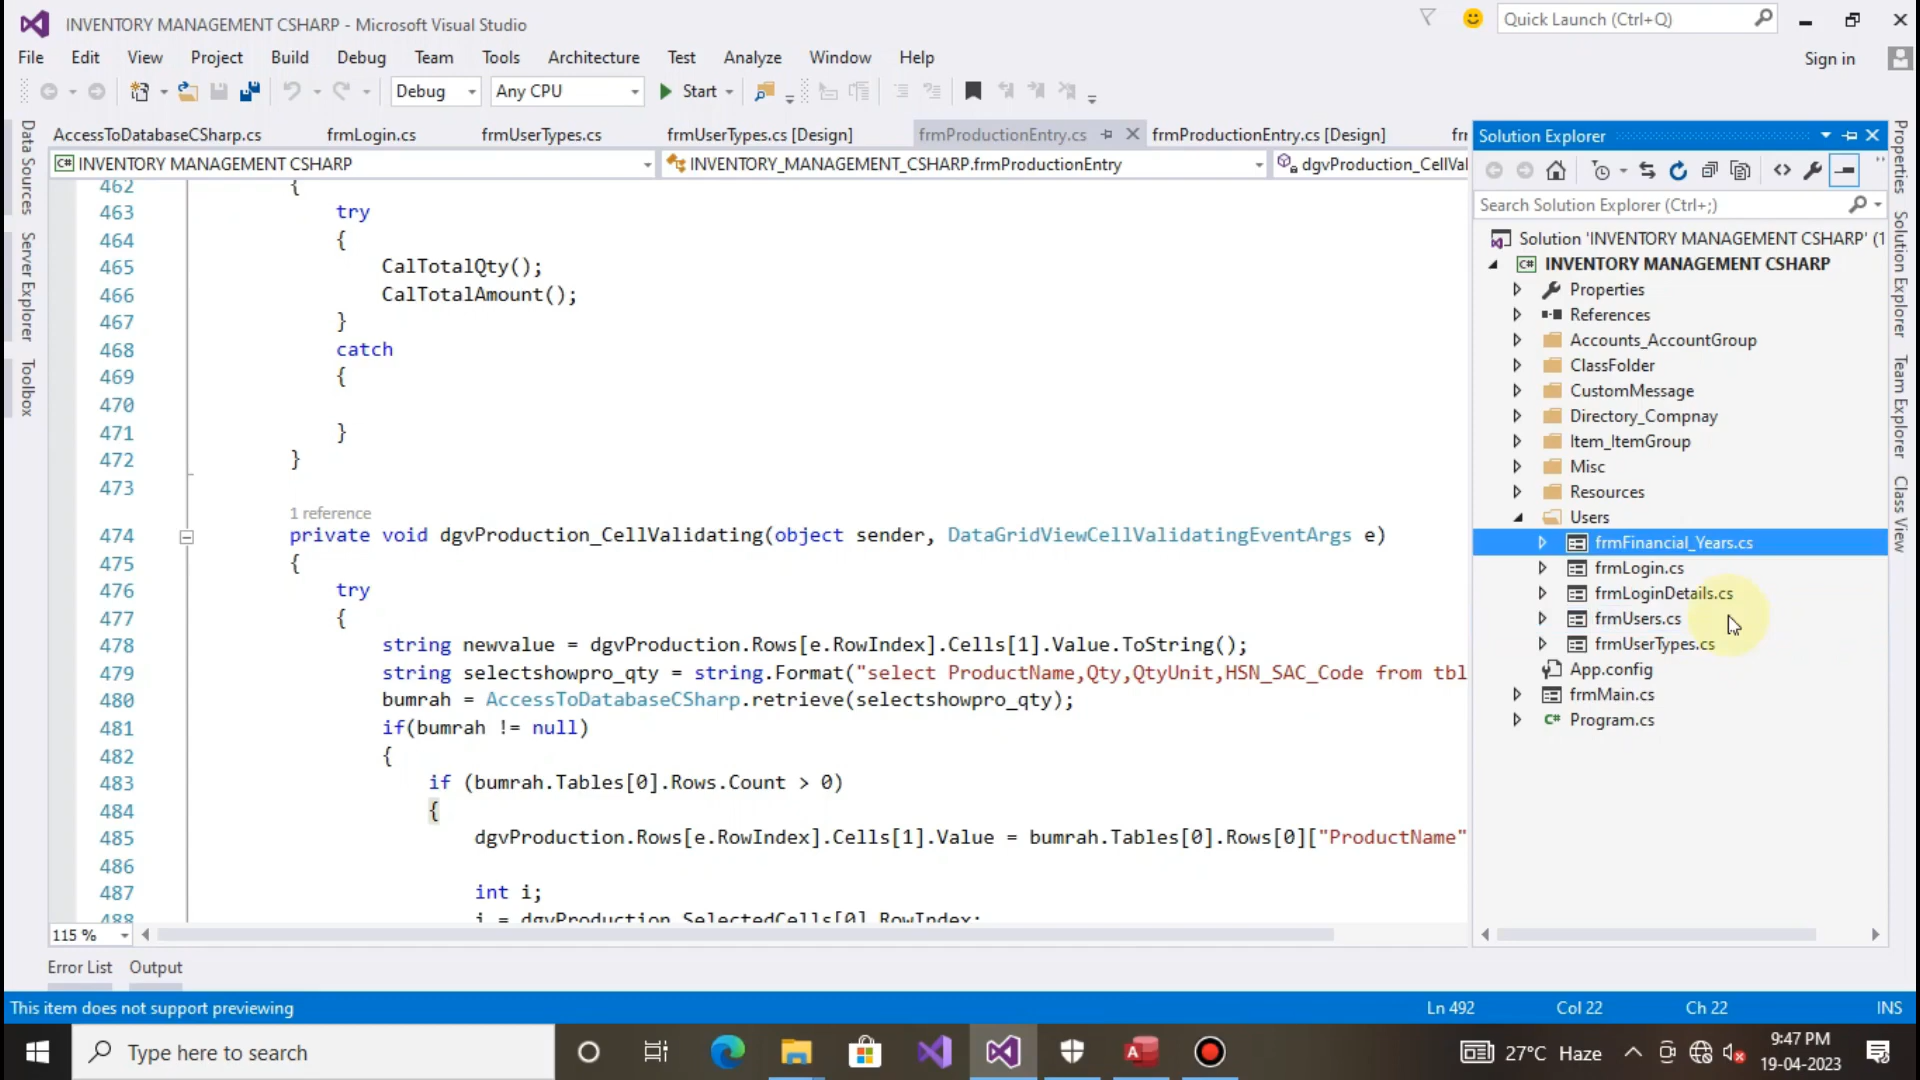 INVENTORY MANAGEMENT CSHARP - Microsoft Visual Studio
Quick Launch (Ctrl+Q)
File Edit View Project Build Debug Team Tools Architecture Test Analyze Window Help
Sign in
Debug Any CPU Start
AccessToDatabaseCSharp.cs frmLogin.cs frmUserTypes.cs frmUserTypes.cs [Design] frmProductionEntry.cs frmProductionEntry.cs [Design]
INVENTORY MANAGEMENT CSHARP INVENTORY_MANAGEMENT_CSHARP.frmProductionEntry dgvProduction_CellVal
Data Sources
Server Explorer
Toolbox
462 {
463 try
464 {
465 CalTotalQty();
466 CalTotalAmount();
467 }
468 catch
469 {
470
471 }
472 }
473
1 reference
474 private void dgvProduction_CellValidating(object sender, DataGridViewCellValidatingEventArgs e)
475 {
476 try
477 {
478 string newvalue = dgvProduction.Rows[e.RowIndex].Cells[1].Value.ToString();
479 string selectshowpro_qty = string.Format("select ProductName,Qty,QtyUnit,HSN_SAC_Code from tbl
480 bumrah = AccessToDatabaseCSharp.retrieve(selectshowpro_qty);
481 if(bumrah != null)
482 {
483 if (bumrah.Tables[0].Rows.Count > 0)
484 {
485 dgvProduction.Rows[e.RowIndex].Cells[1].Value = bumrah.Tables[0].Rows[0]["ProductName"
486
487 int i;
488 i = dgvProduction.SelectedCells[0].RowIndex;
115 %
Solution Explorer
Search Solution Explorer (Ctrl+;)
Solution 'INVENTORY MANAGEMENT CSHARP' (1
INVENTORY MANAGEMENT CSHARP
Properties
References
Accounts_AccountGroup
ClassFolder
CustomMessage
Directory_Compnay
Item_ItemGroup
Misc
Resources
Users
frmFinancial_Years.cs
frmLogin.cs
frmLoginDetails.cs
frmUsers.cs
frmUserTypes.cs
App.config
frmMain.cs
Program.cs
Properties
Solution Explorer
Team Explorer
Class View
Error List Output
This item does not support previewing Ln 492 Col 22 Ch 22 INS
Type here to search
27°C Haze
9:47 PM
19-04-2023